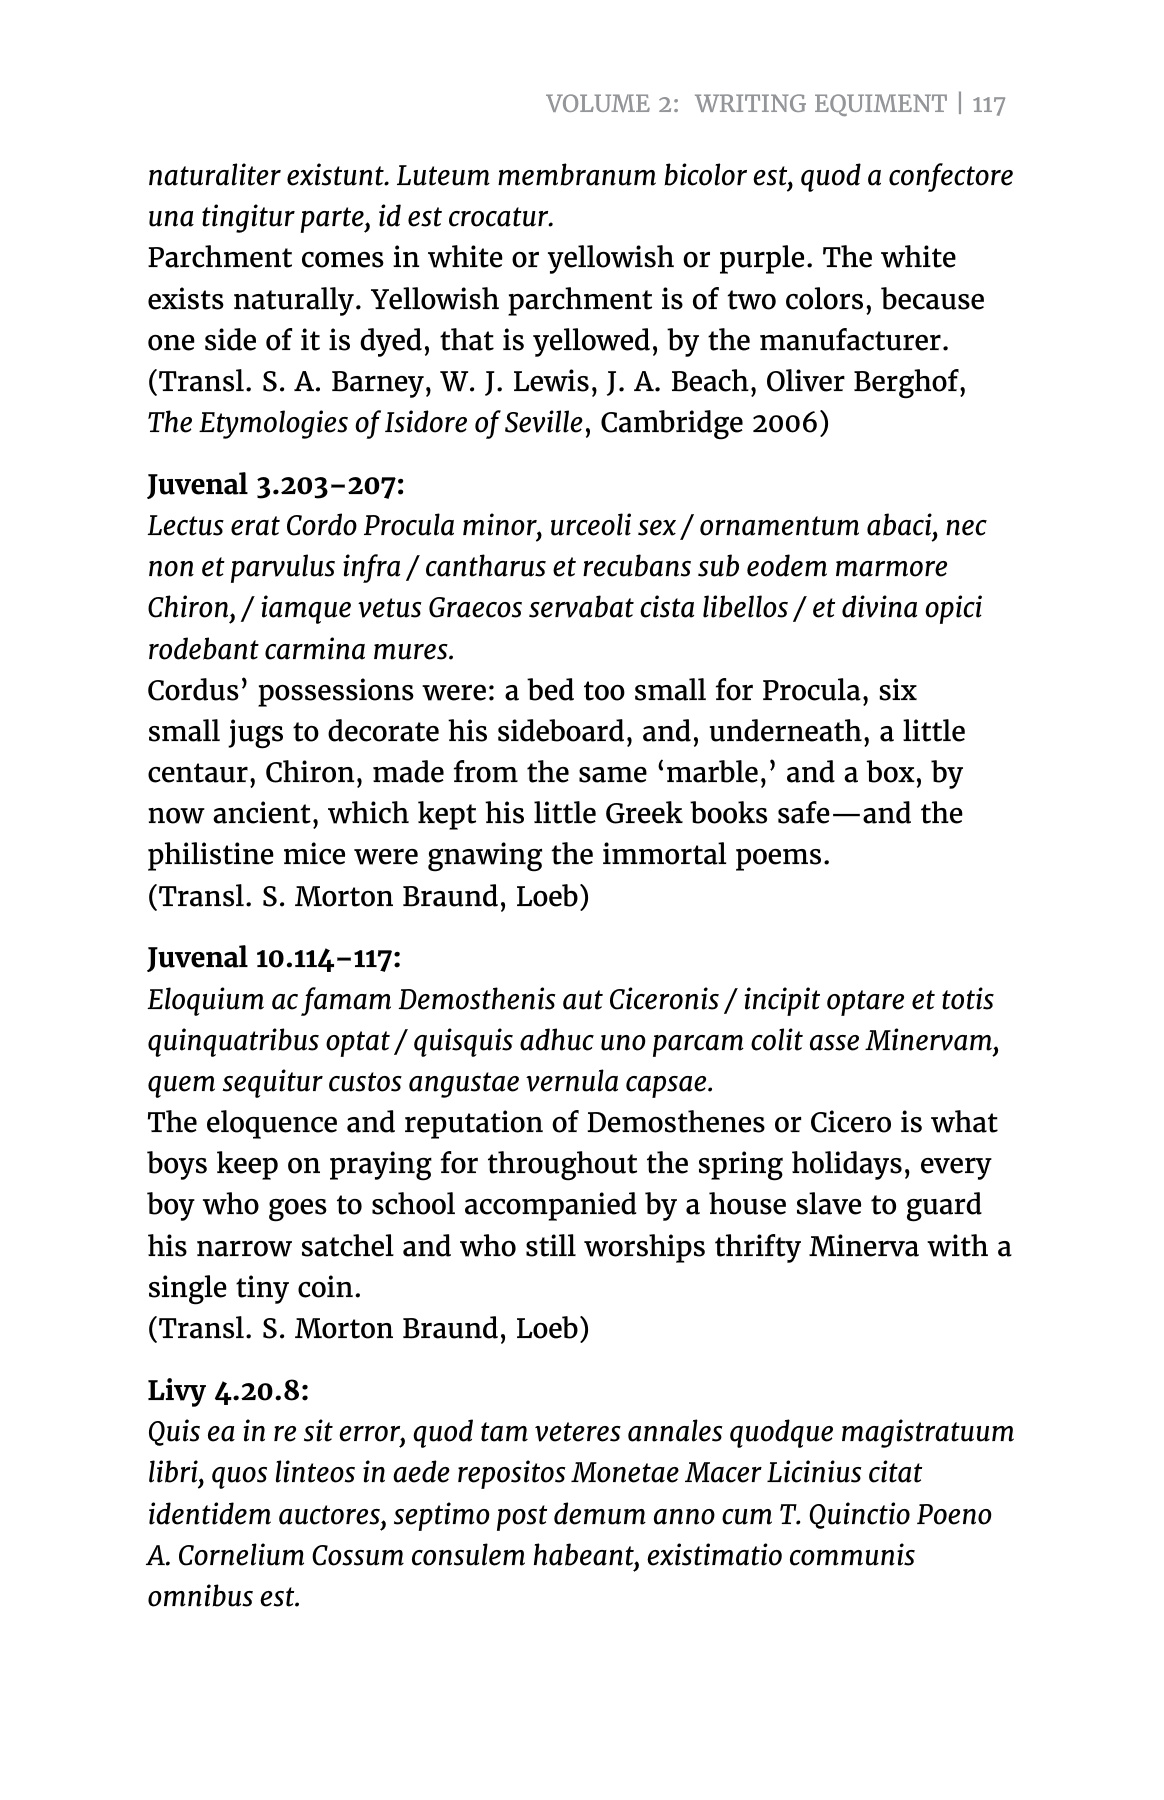 VOLUME 2: WRITING EQUIMENT | 117
naturaliter existunt. Luteum membranum bicolor est, quod a confectore
una tingitur parte, id est crocatur.
Parchment comes in white or yellowish or purple. The white
exists naturally. Yellowish parchment is of two colors, because
one side of it is dyed, that is yellowed, by the manufacturer.
(Transl. S. A. Barney, W. J. Lewis, J. A. Beach, Oliver Berghof,
The Etymologies of Isidore of Seville, Cambridge 2006)
Juvenal 3.203–207:
Lectus erat Cordo Procula minor, urceoli sex / ornamentum abaci, nec
non et parvulus infra / cantharus et recubans sub eodem marmore
Chiron, / iamque vetus Graecos servabat cista libellos / et divina opici
rodebant carmina mures.
Cordus’ possessions were: a bed too small for Procula, six
small jugs to decorate his sideboard, and, underneath, a little
centaur, Chiron, made from the same ‘marble,’ and a box, by
now ancient, which kept his little Greek books safe—and the
philistine mice were gnawing the immortal poems.
(Transl. S. Morton Braund, Loeb)
Juvenal 10.114–117:
Eloquium ac famam Demosthenis aut Ciceronis / incipit optare et totis
quinquatribus optat / quisquis adhuc uno parcam colit asse Minervam,
quem sequitur custos angustae vernula capsae.
The eloquence and reputation of Demosthenes or Cicero is what
boys keep on praying for throughout the spring holidays, every
boy who goes to school accompanied by a house slave to guard
his narrow satchel and who still worships thrifty Minerva with a
single tiny coin.
(Transl. S. Morton Braund, Loeb)
Livy 4.20.8:
Quis ea in re sit error, quod tam veteres annales quodque magistratuum
libri, quos linteos in aede repositos Monetae Macer Licinius citat
identidem auctores, septimo post demum anno cum T. Quinctio Poeno
A. Cornelium Cossum consulem habeant, existimatio communis
omnibus est.